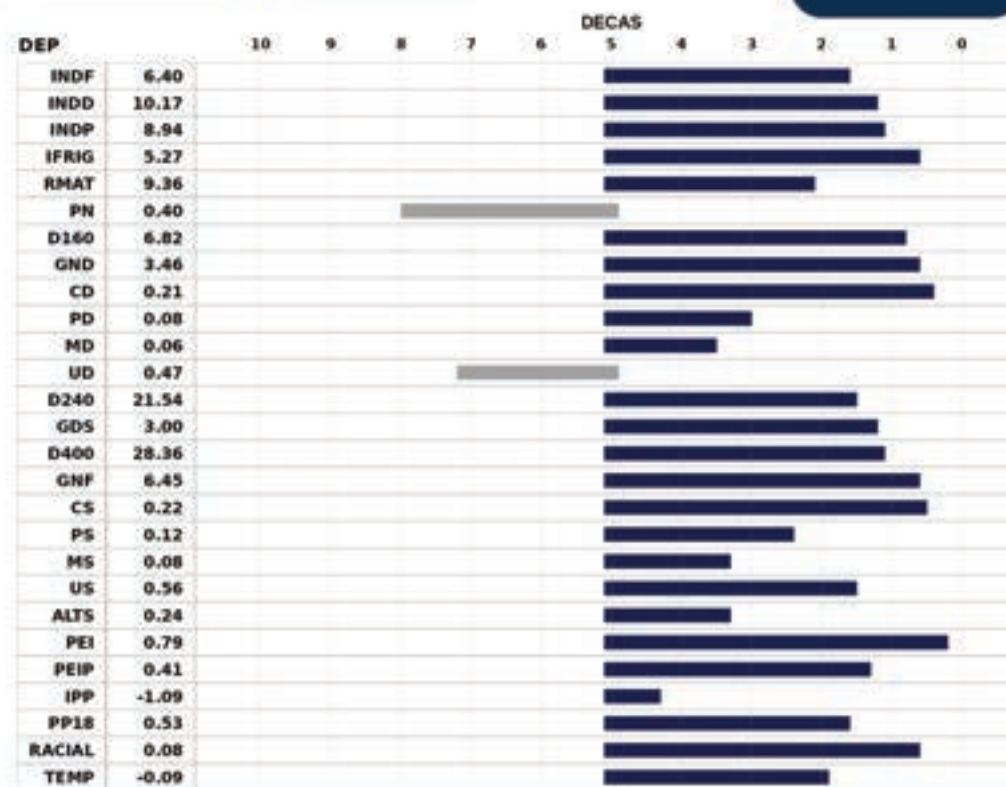 DECAS
DEP 10 9 8 7 6 5 4 3 2 1 0
INDF 6.40
INDD 10.17
INDP 8.94
IFRIG 5.27
RMAT 9.36
PN 0.40
D160 6.82
GND 3.46
CD 0.21
PD 0.08
MD 0.06
UD 0.47
D240 21.54
GDS 3.00
D400 28.36
GNF 6.45
CS 0.22
PS 0.12
MS 0.08
US 0.56
ALTS 0.24
PEI 0.79
PEIP 0.41
IPP -1.09
PP18 0.53
RACIAL 0.08
TEMP -0.09